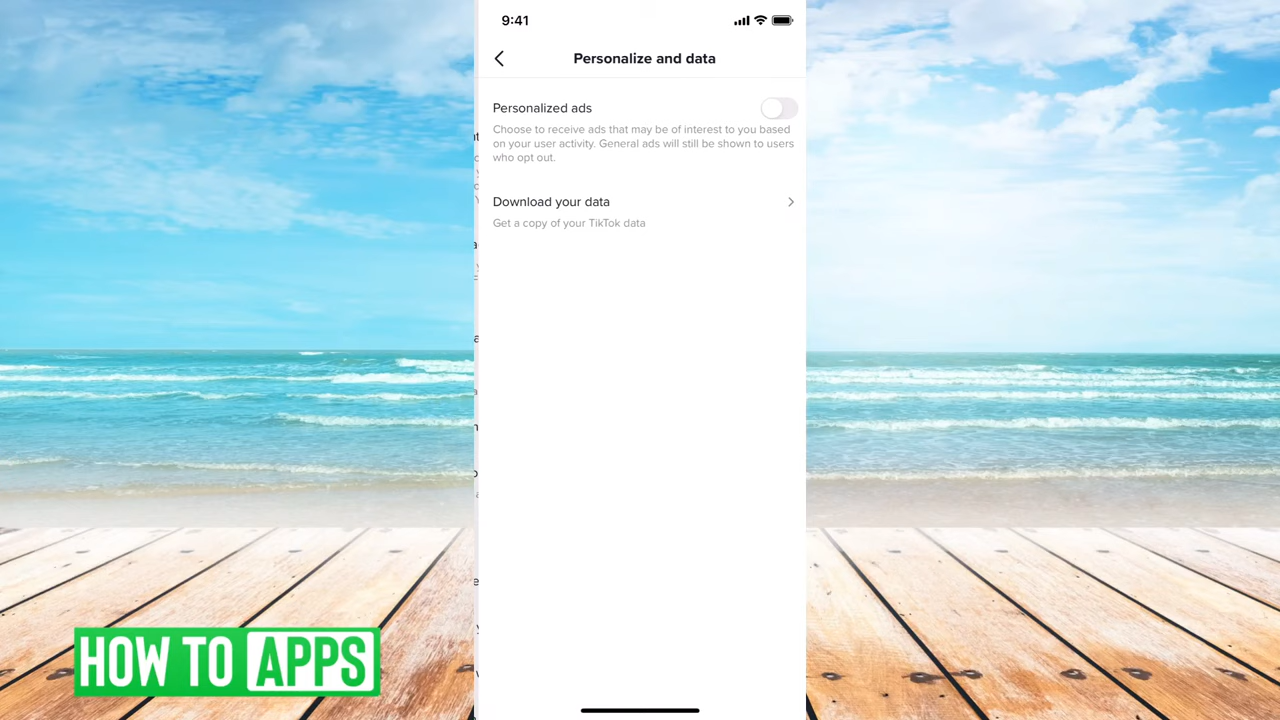 9:41
Personalize and data
Personalized ads
Choose to receive ads that may be of interest to you based
on your user activity. General ads will still be shown to users
who opt out.
Download your data
Get a copy of your TikTok data
HOW TO APPS